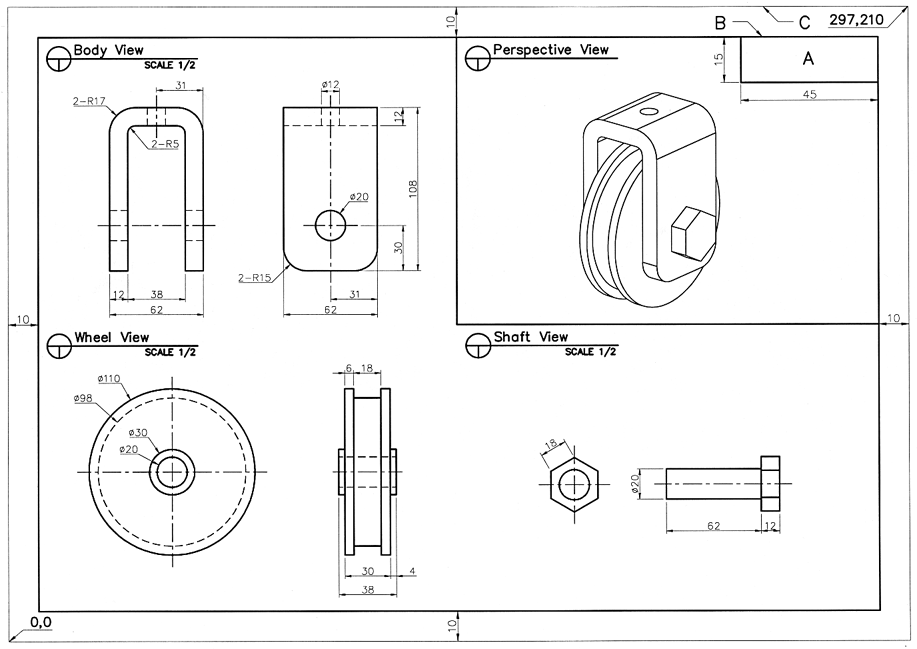 10
B
C
297,210
Body View
SCALE 1/2
Perspective View
15
A
45
31
2-R17
2-R5
12
38
62
ø12
12
ø20
108
30
2-R15
31
62
10
10
Wheel View
SCALE 1/2
Shaft View
SCALE 1/2
ø110
ø98
ø30
ø20
6
18
30
4
38
18
ø20
62
12
0,0
10